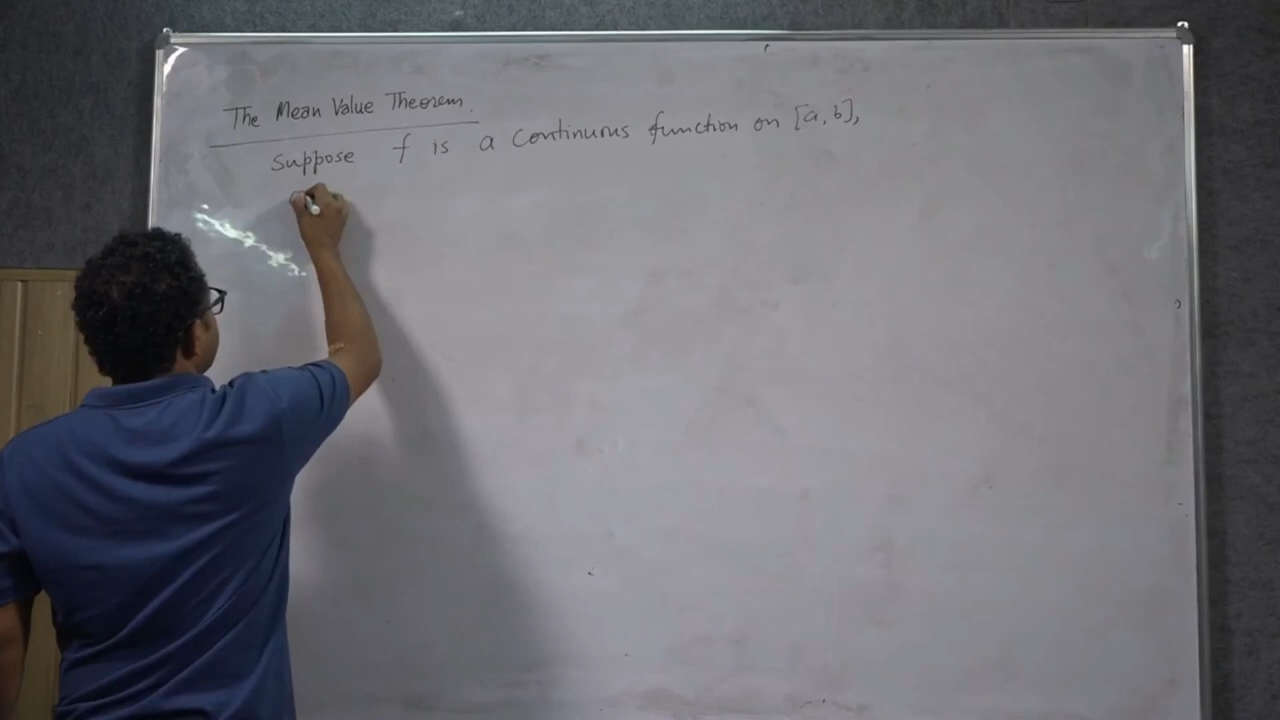 The Mean Value Theorem.
Suppose f is a continuous function on [a, b],